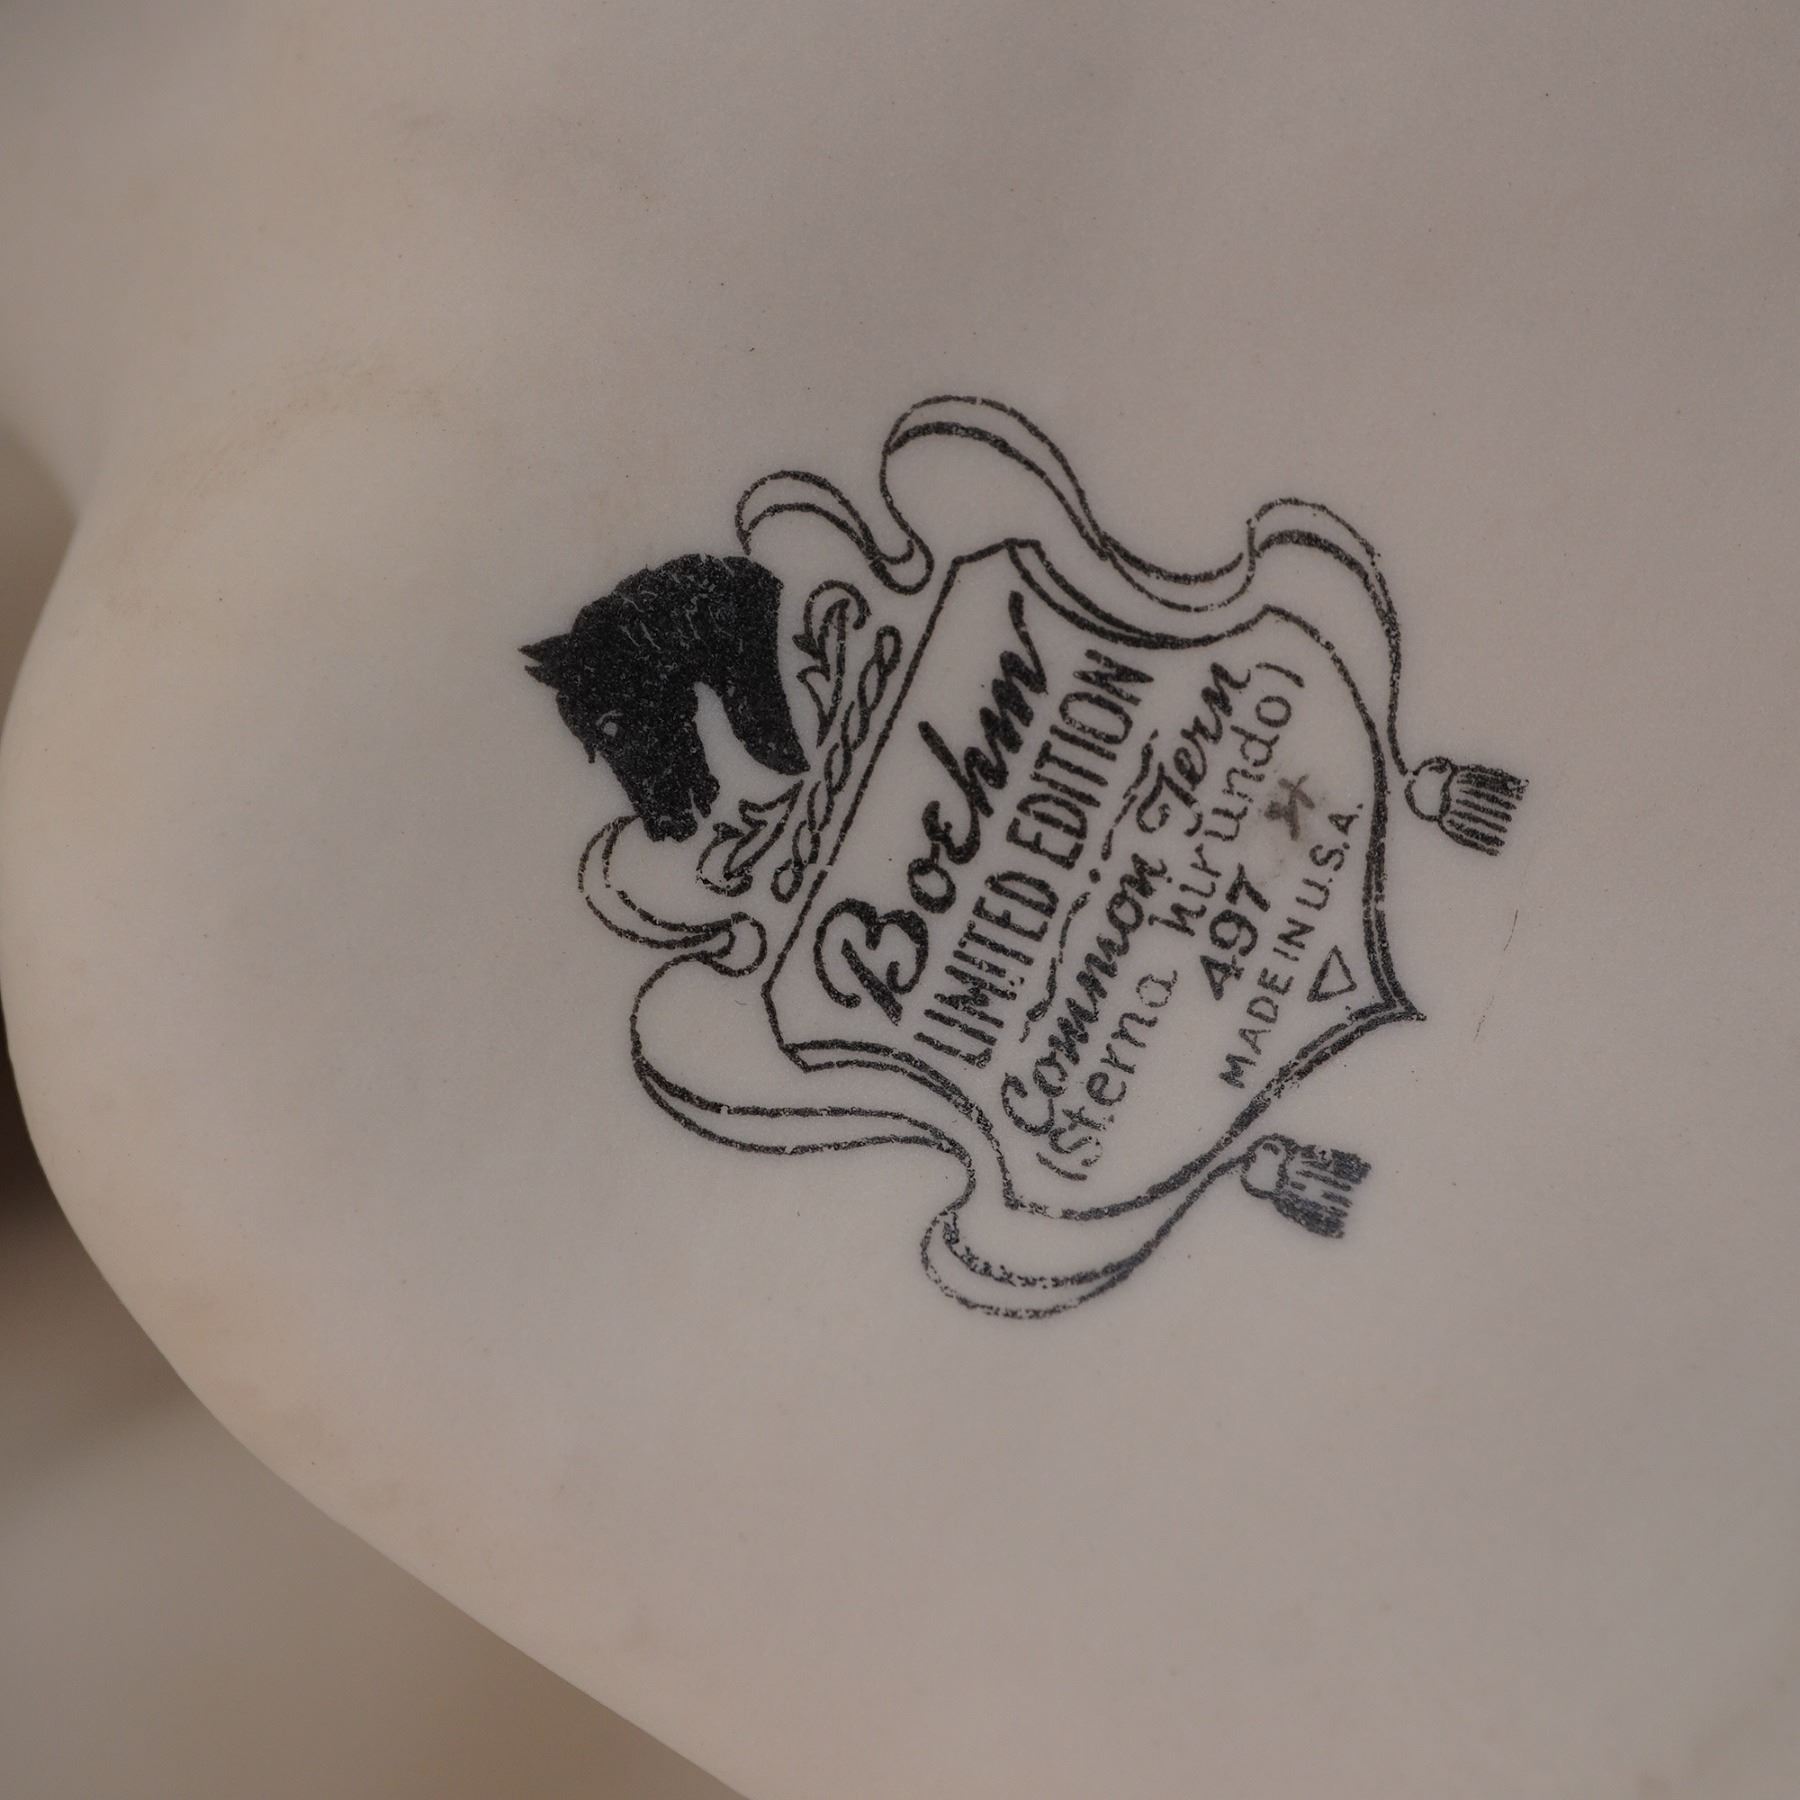 Boehm
LIMITED EDITION
Common Tern
(Sterna hirundo)
497
MADE IN U.S.A.